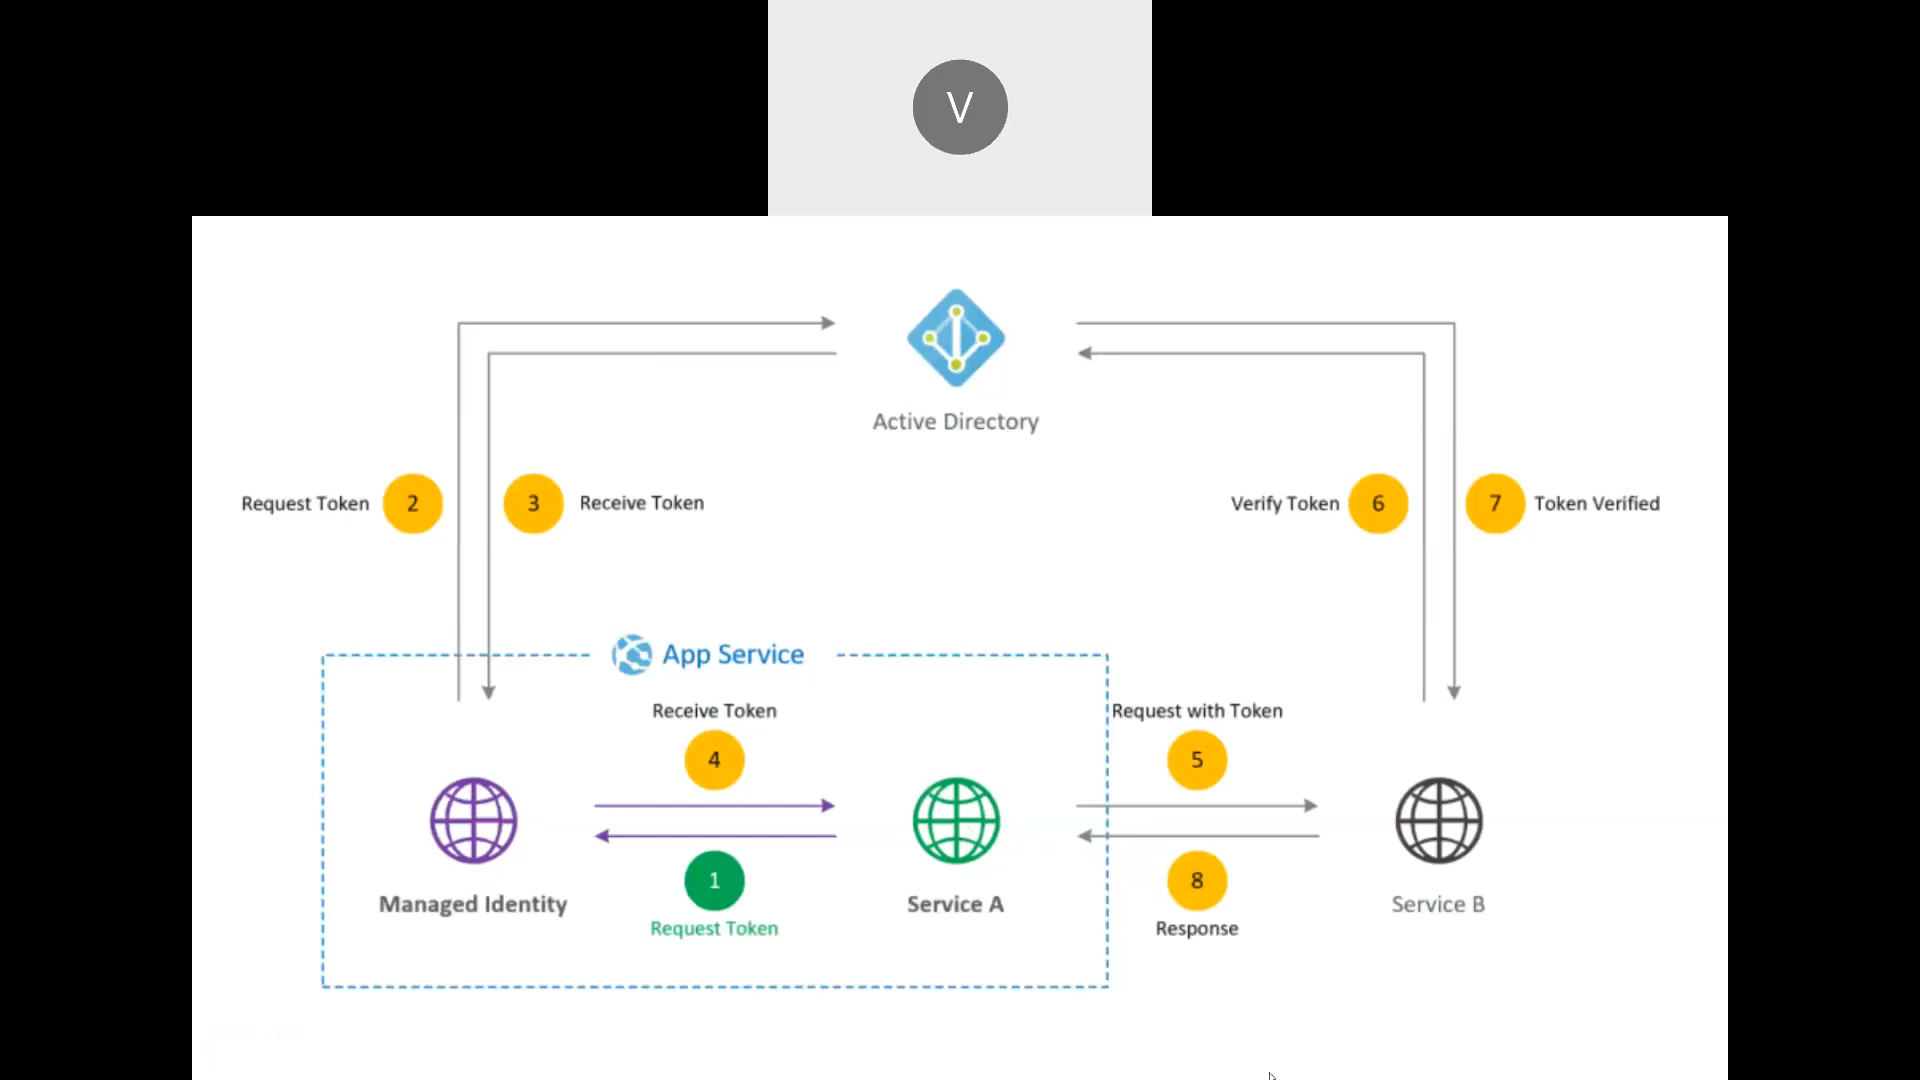 V
Active Directory
Request Token 2
3 Receive Token
Verify Token 6
7 Token Verified
App Service
Receive Token
4
Request with Token
5
Managed Identity
1
Request Token
Service A
8
Response
Service B